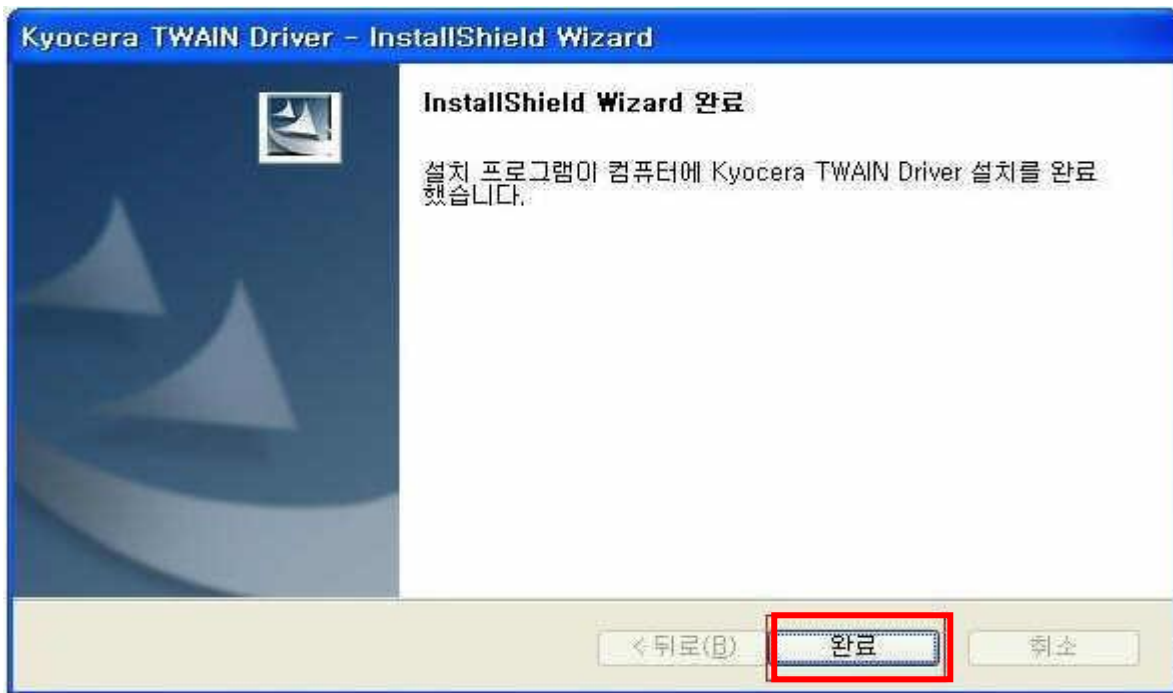 Kyocera TWAIN Driver - InstallShield Wizard
InstallShield Wizard 완료
설치 프로그램이 컴퓨터에 Kyocera TWAIN Driver 설치를 완료
했습니다.
< 뒤로(B)
완료
취소